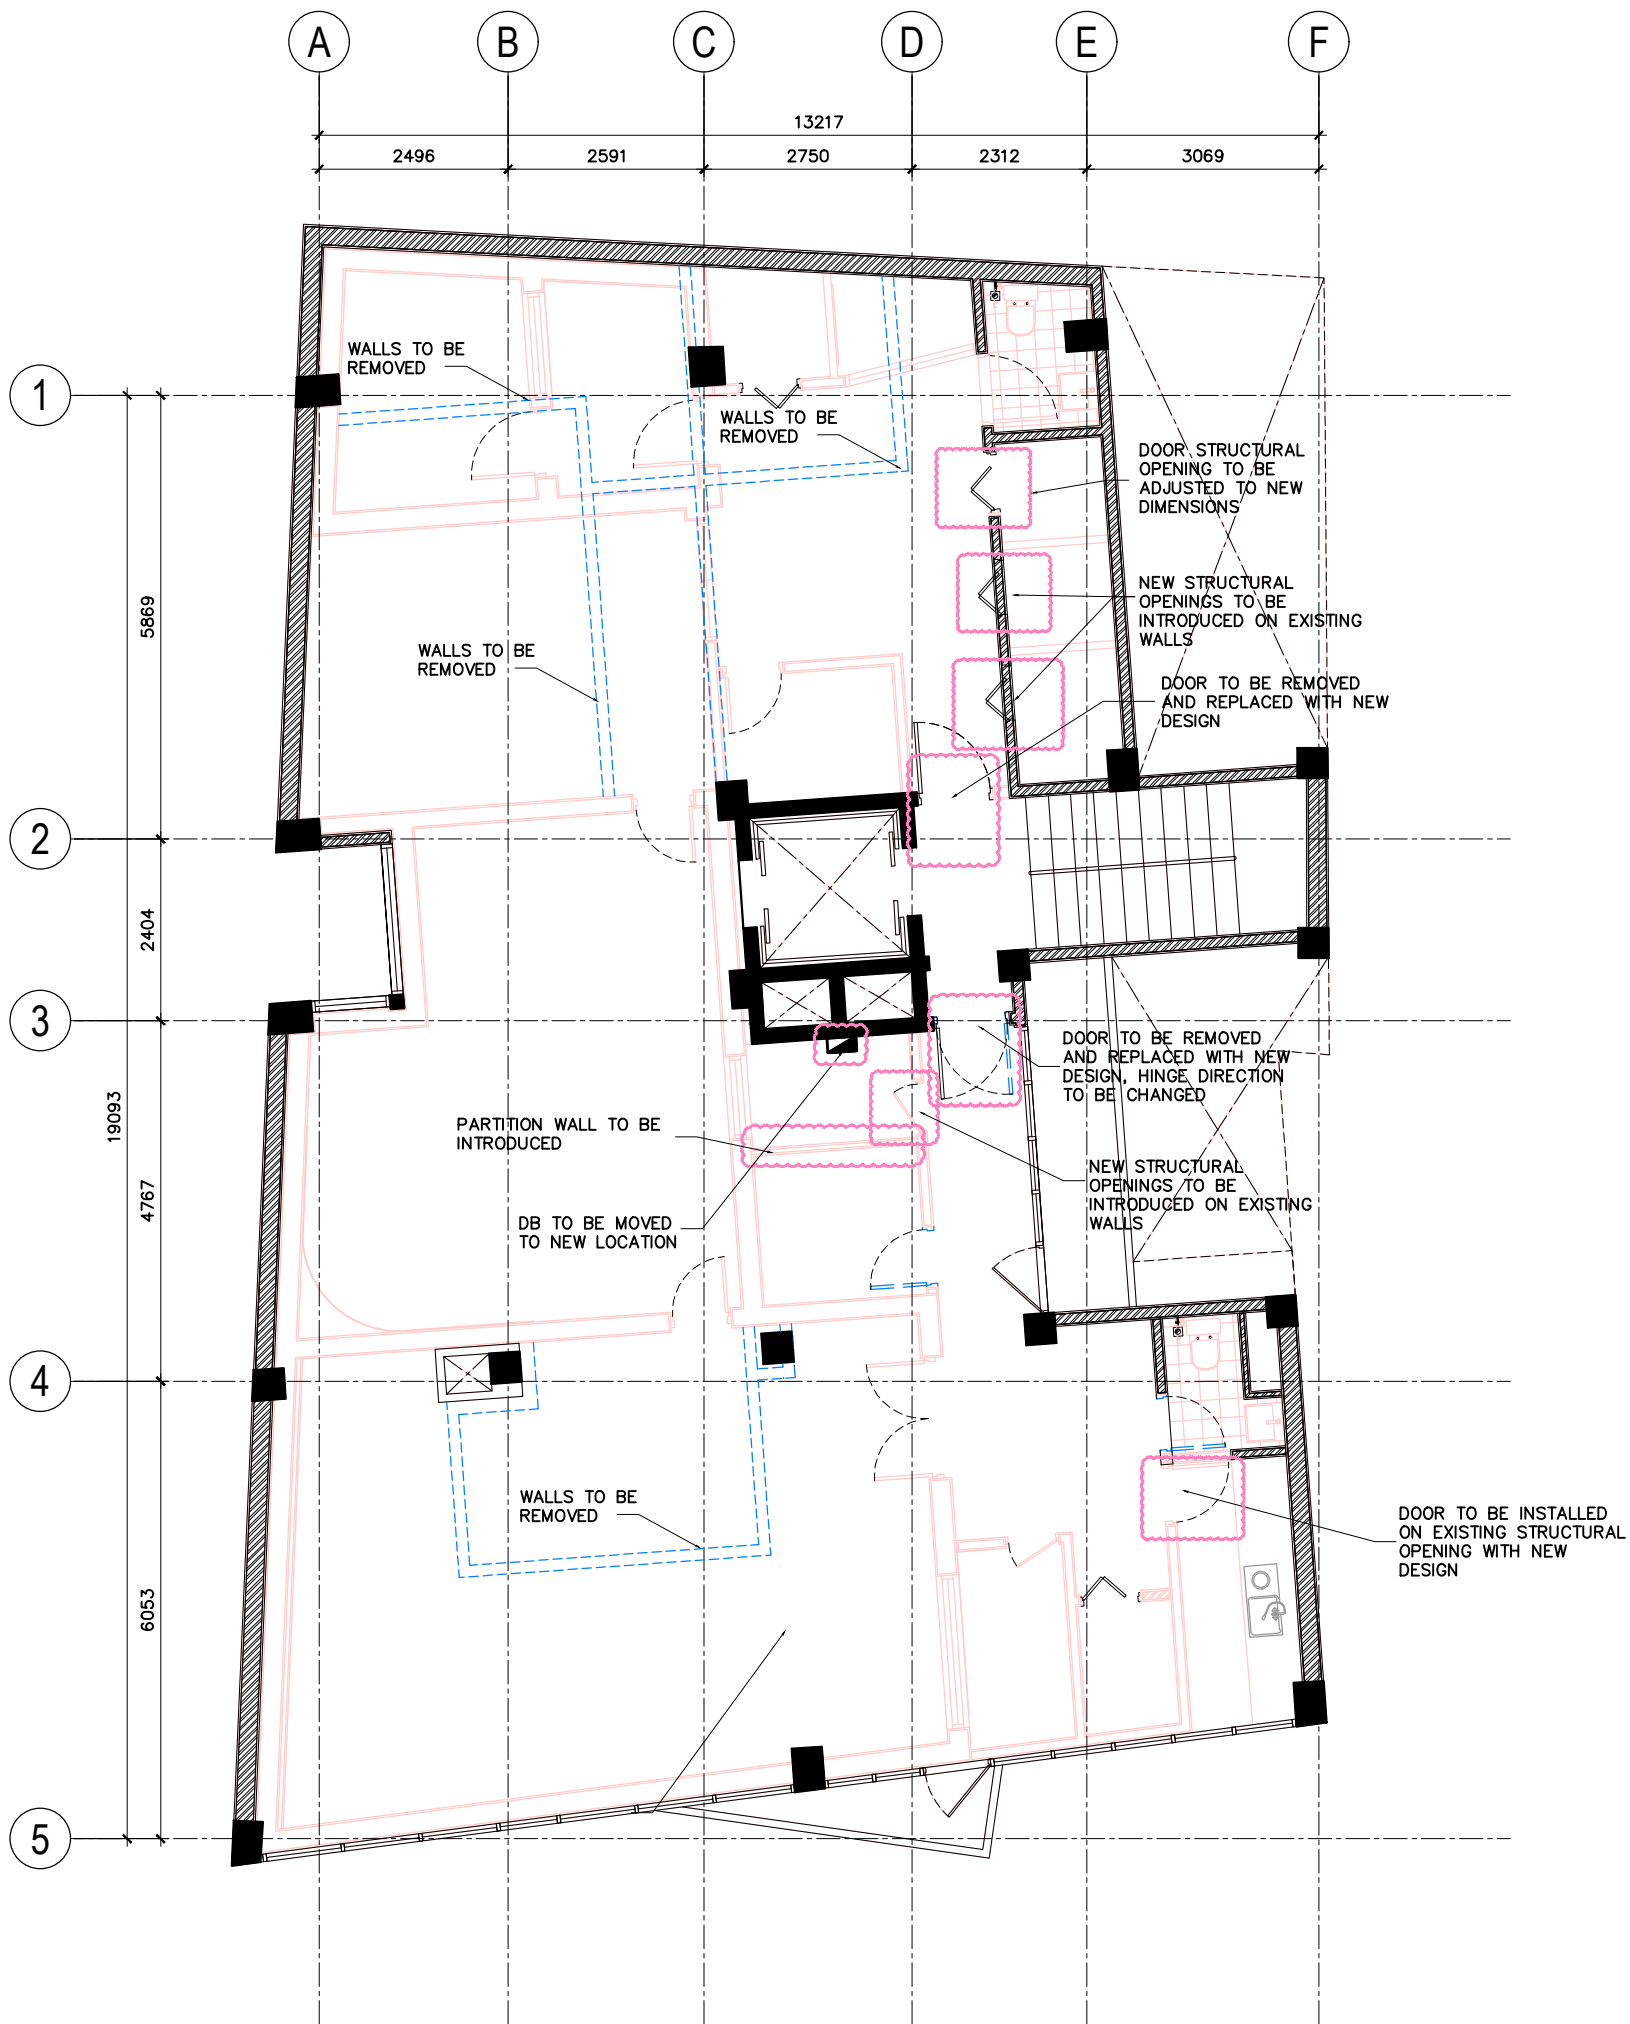 A B C D E F
13217
2496 2591 2750 2312 3069
1
2
3
4
5
5869
2404
19093
4767
6053
WALLS TO BE
REMOVED
WALLS TO BE
REMOVED
DOOR STRUCTURAL
OPENING TO BE
ADJUSTED TO NEW
DIMENSIONS
NEW STRUCTURAL
OPENINGS TO BE
INTRODUCED ON EXISTING
WALLS
WALLS TO BE
REMOVED
DOOR TO BE REMOVED
AND REPLACED WITH NEW
DESIGN
DOOR TO BE REMOVED
AND REPLACED WITH NEW
DESIGN, HINGE DIRECTION
TO BE CHANGED
PARTITION WALL TO BE
INTRODUCED
NEW STRUCTURAL
OPENINGS TO BE
INTRODUCED ON EXISTING
WALLS
DB TO BE MOVED
TO NEW LOCATION
WALLS TO BE
REMOVED
DOOR TO BE INSTALLED
ON EXISTING STRUCTURAL
OPENING WITH NEW
DESIGN